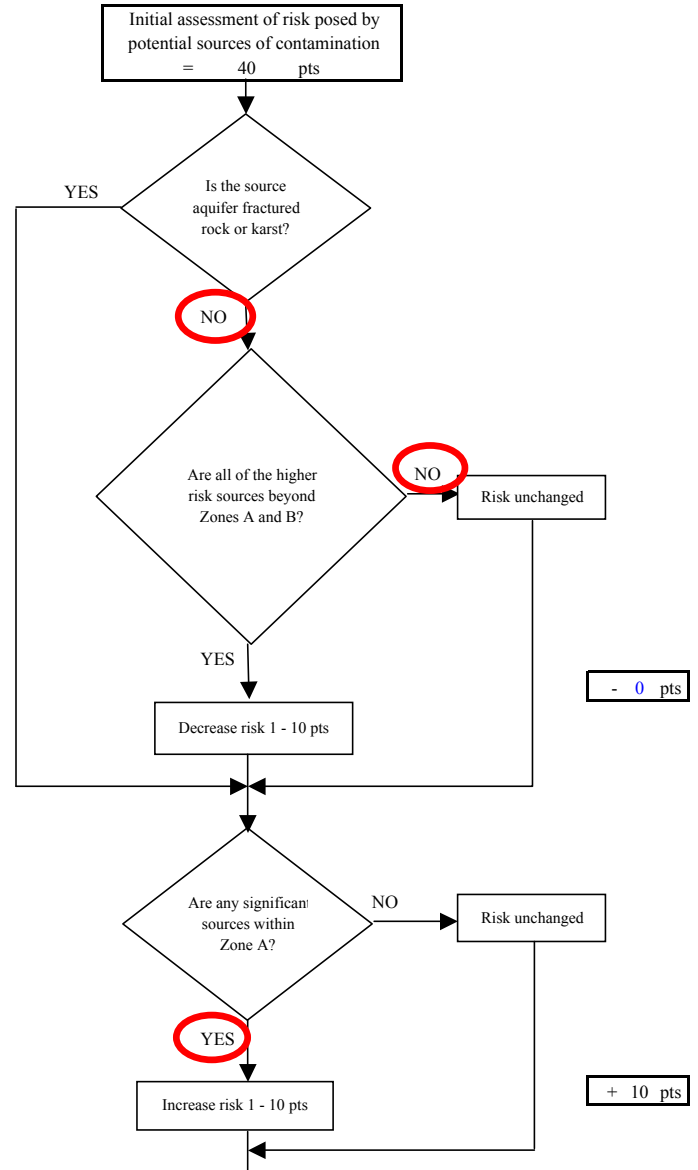 Initial assessment of risk posed by
potential sources of contamination
= 40 pts
YES
Is the source
aquifer fractured
rock or karst?
NO
Are all of the higher
risk sources beyond
Zones A and B?
NO
Risk unchanged
YES
- 0 pts
Decrease risk 1 - 10 pts
Are any significant
sources within
Zone A?
NO
Risk unchanged
YES
Increase risk 1 - 10 pts
+ 10 pts